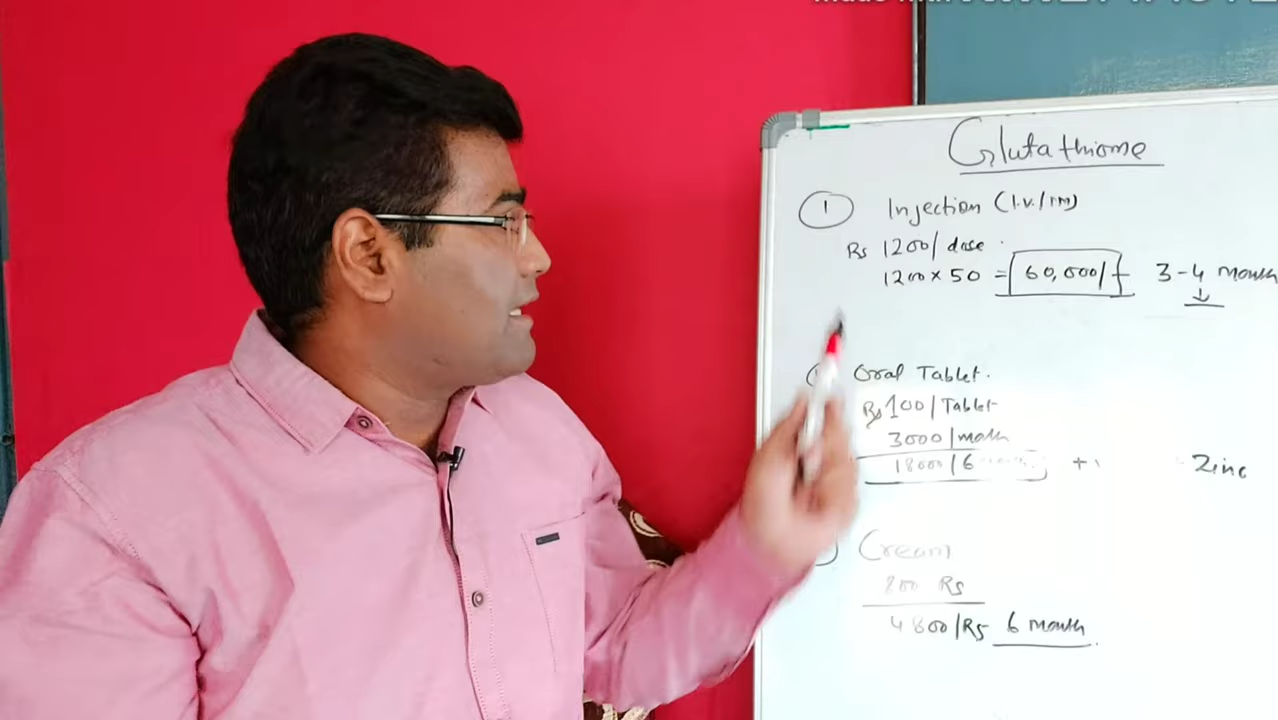 Glutathione
1 Injection (I.V./IM)
Rs 1200/ dose
1200 x 50 = 60,000/- 3-4 month
Oral Tablet.
Rs 100/Tablet
3000/month
18000/6 + Zinc
Cream
800 Rs
4800/Rs 6 month